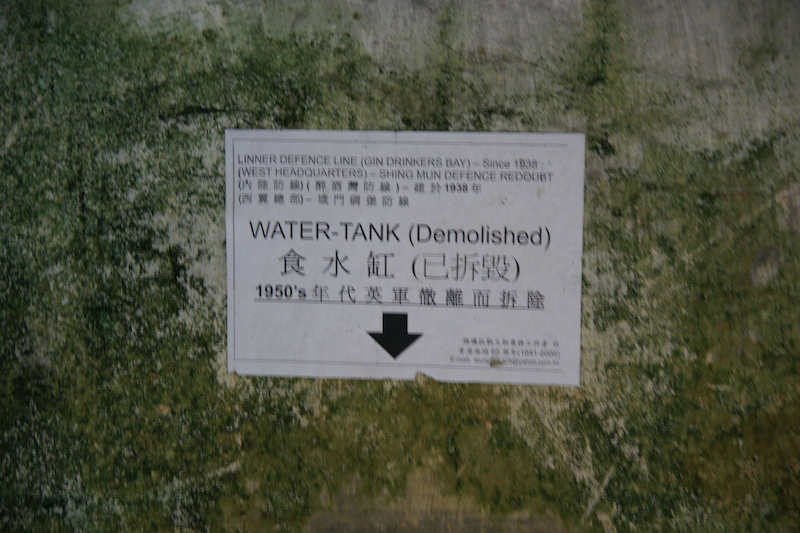 LINNER DEFENCE LINE (GIN DRINKERS BAY) – Since 1938 :
(WEST HEADQUARTERS) – SHING MUN DEFENCE REDOUBT
(內陸防線) (醉酒灣防線) – 建於1938年
(西翼總部) – 城門碉堡防線
WATER-TANK (Demolished)
食水缸 (已拆毀)
1950's年代英軍撤離而拆除
(1941-2006)
E-mail: